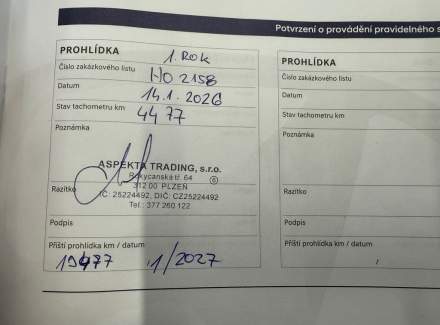 Potvrzení o provádění pravidelného s
PROHLÍDKA
1. ROK
Číslo zakázkového listu
HO 2158
Datum
14.1.2026
Stav tachometru km
4477
Poznámka
ASPEKTA TRADING, s.r.o.
Rokycanská tř. 64
6
312 00 PLZEŇ
Razítko
IČ: 25224492, DIČ: CZ25224492
Tel.: 377 260 122
Podpis
Příští prohlídka km / datum
19477 1/2027
PROHLÍDKA
Číslo zakázkového listu
Datum
Stav tachometru km
Poznámka
Razítko
Podpis
Příští prohlídka km / datum
/